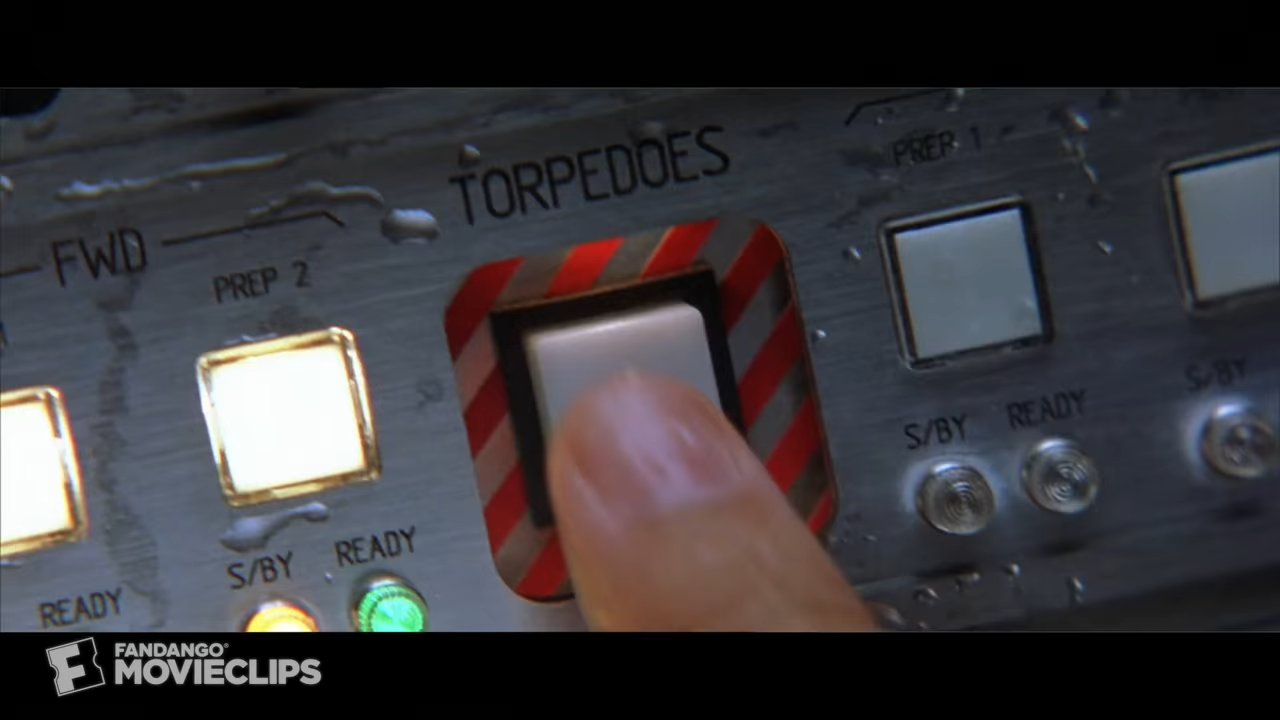 TORPEDOES
PREP 1
FWD
PREP 2
S/BY
READY
S/BY
S/BY
READY
READY
FANDANGO®
MOVIECLIPS